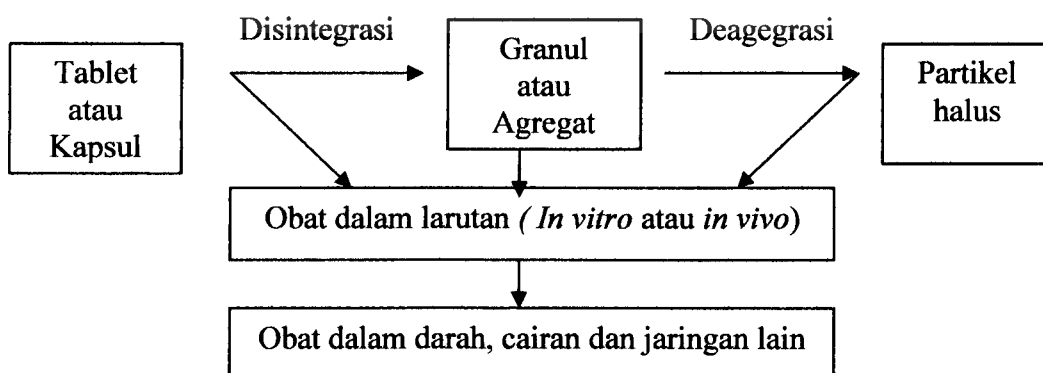 Disintegrasi
Deagegrasi
Tablet
atau
Kapsul
Granul
atau
Agregat
Partikel
halus
Obat dalam larutan ( In vitro atau in vivo)
Obat dalam darah, cairan dan jaringan lain